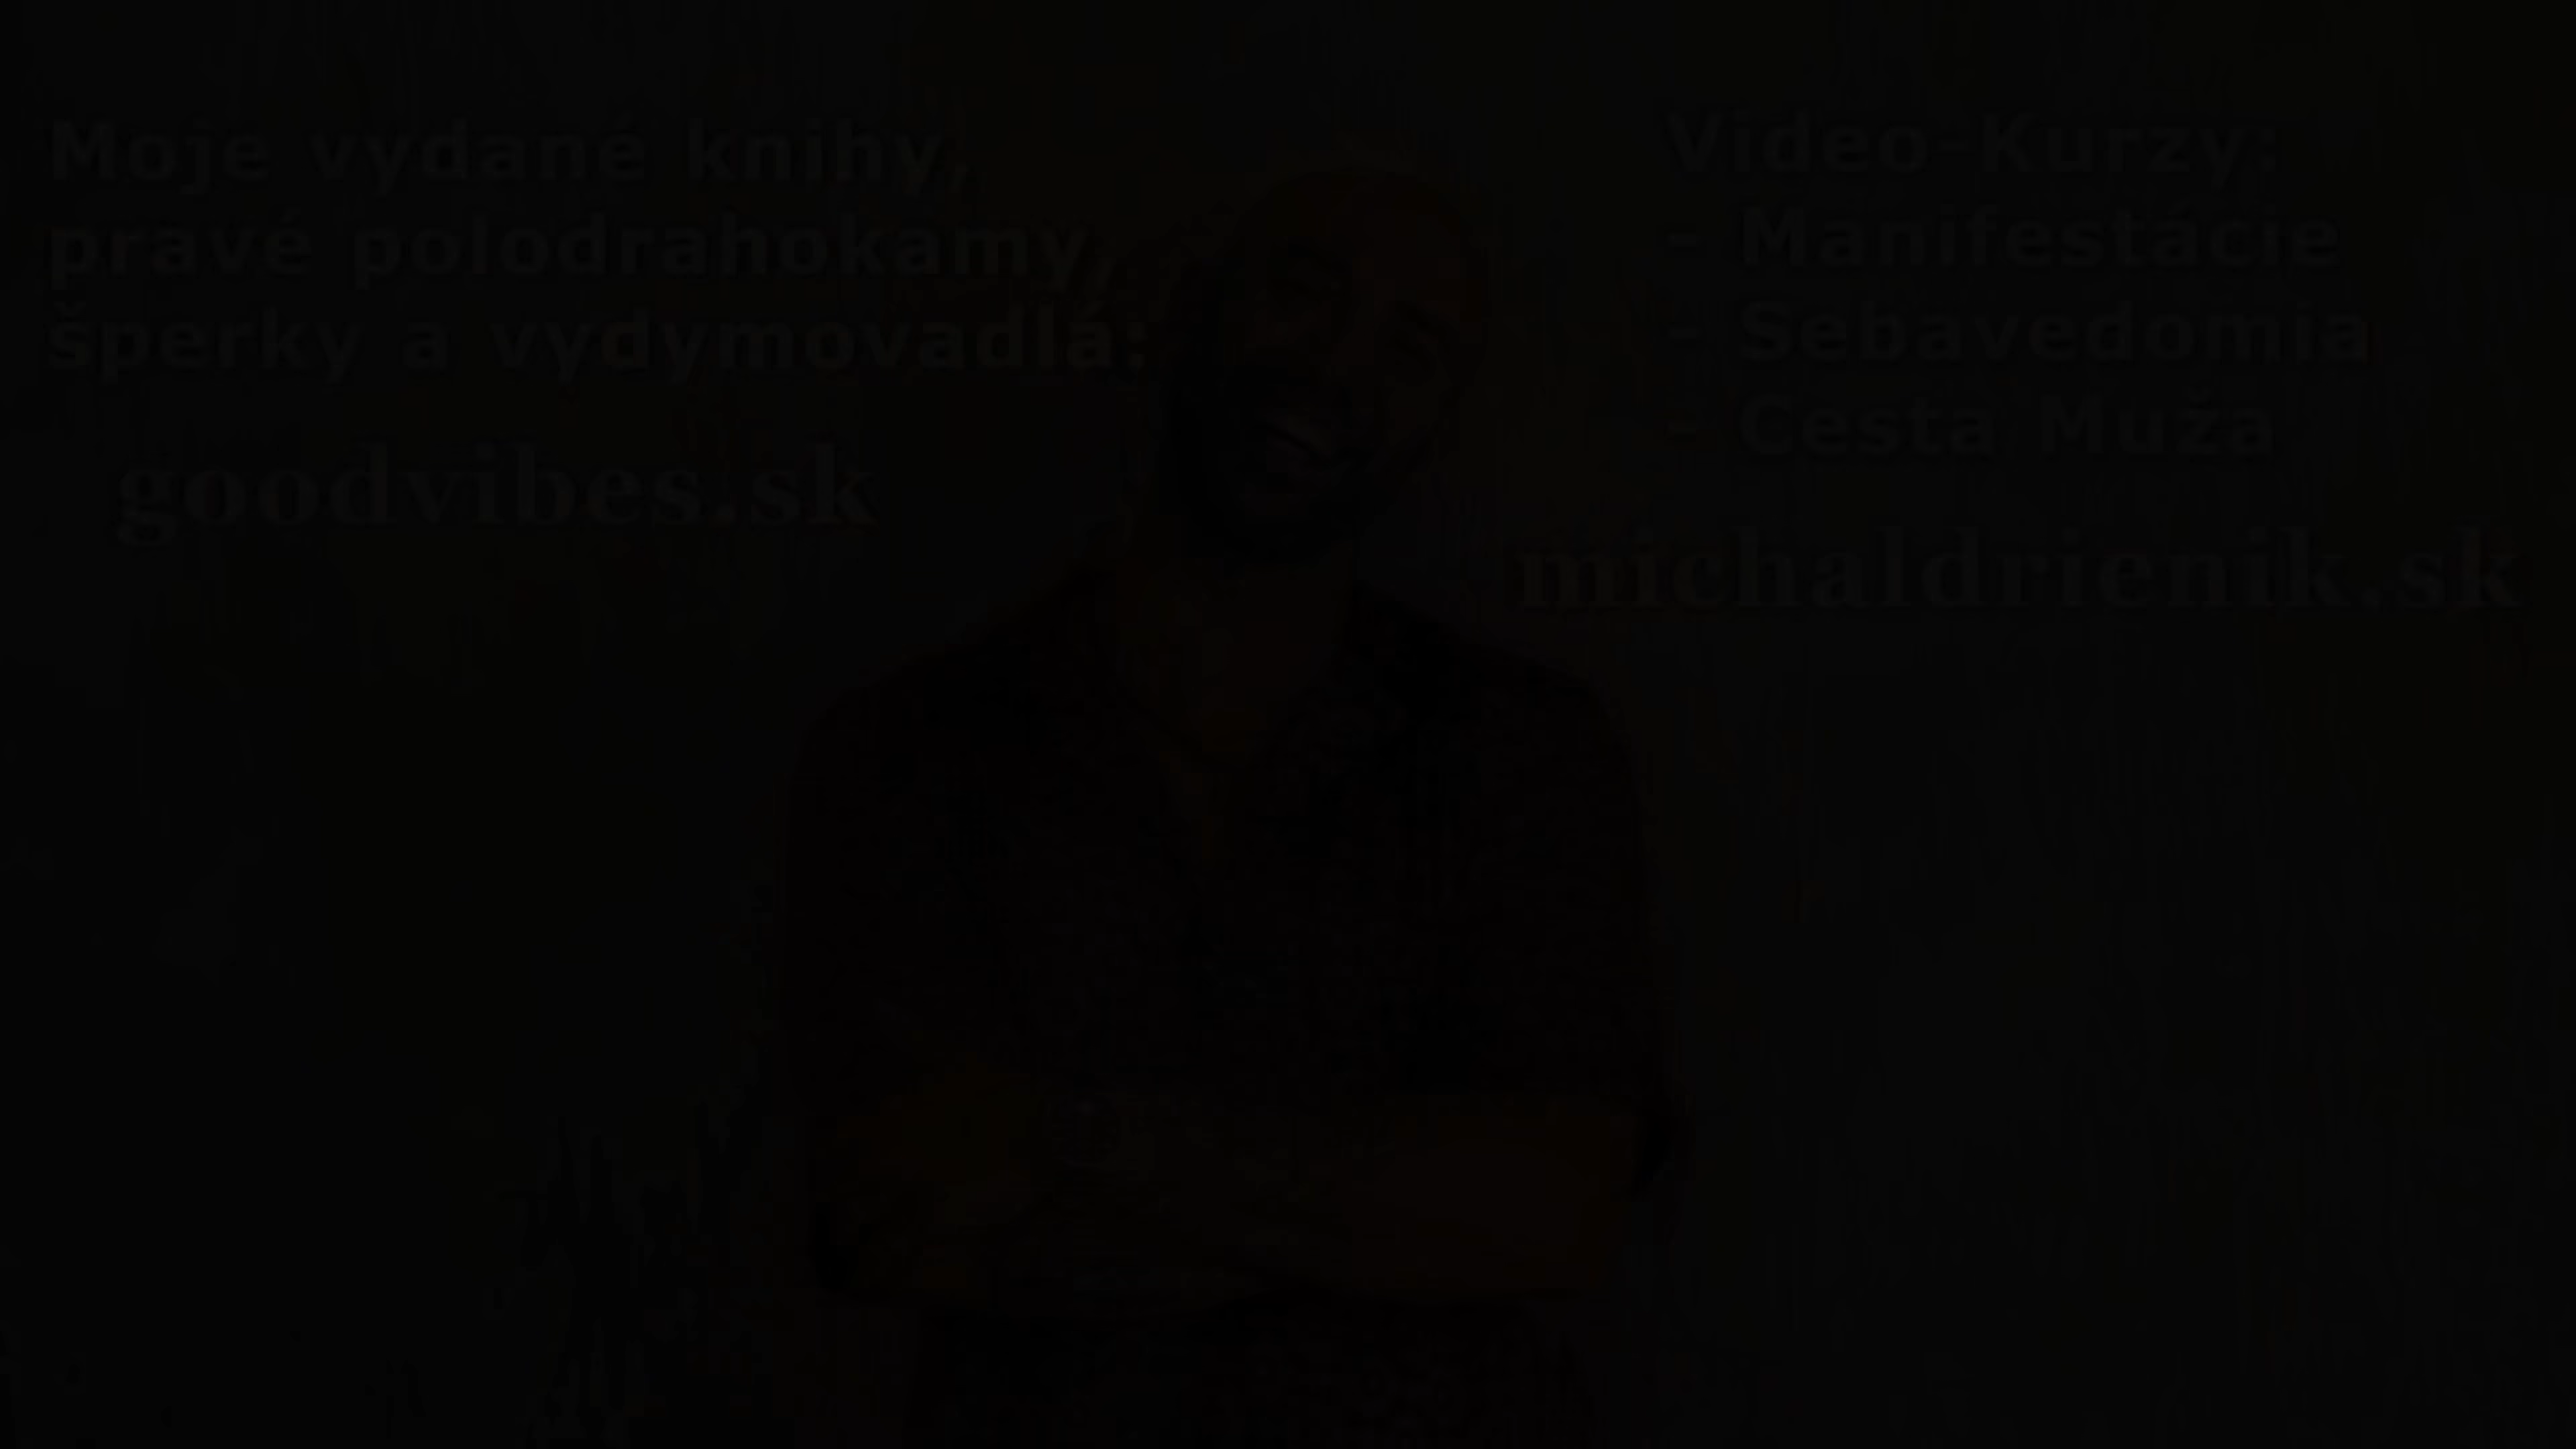 Moje vydané knihy,
pravé polodrahokamy,
šperky a vydymovadlá:
goodvibes.sk
Video-Kurzy:
- Manifestácie
- Sebavedomia
- Cesta Muža
michaldrienik.sk